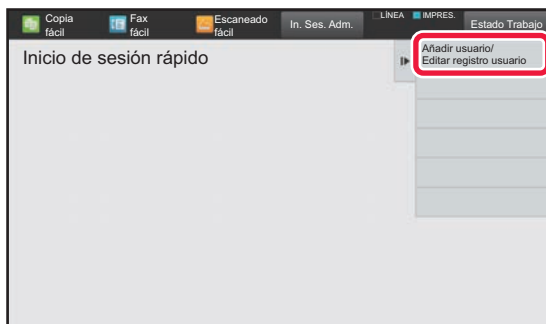 Copia
fácil
Fax
fácil
Escaneado
fácil
In. Ses. Adm.
LÍNEA
IMPRES.
Estado Trabajo
Inicio de sesión rápido
Añadir usuario/
Editar registro usuario